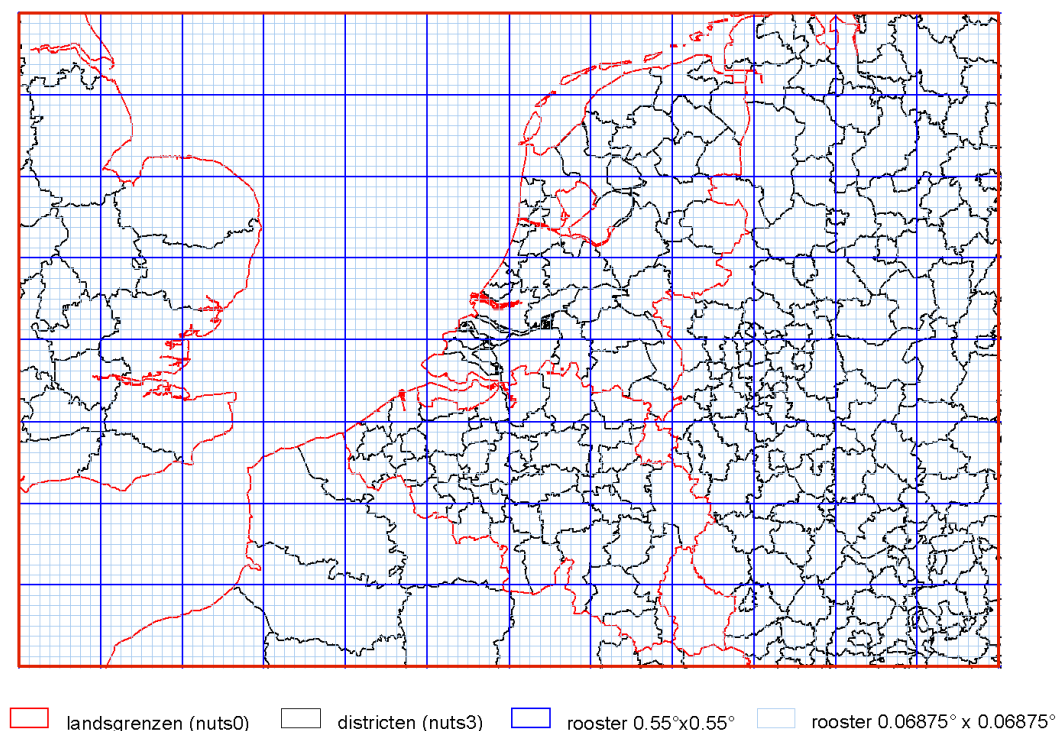 landsgrenzen (nuts0) districten (nuts3) rooster 0.55°x0.55° rooster 0.06875° x 0.06875°